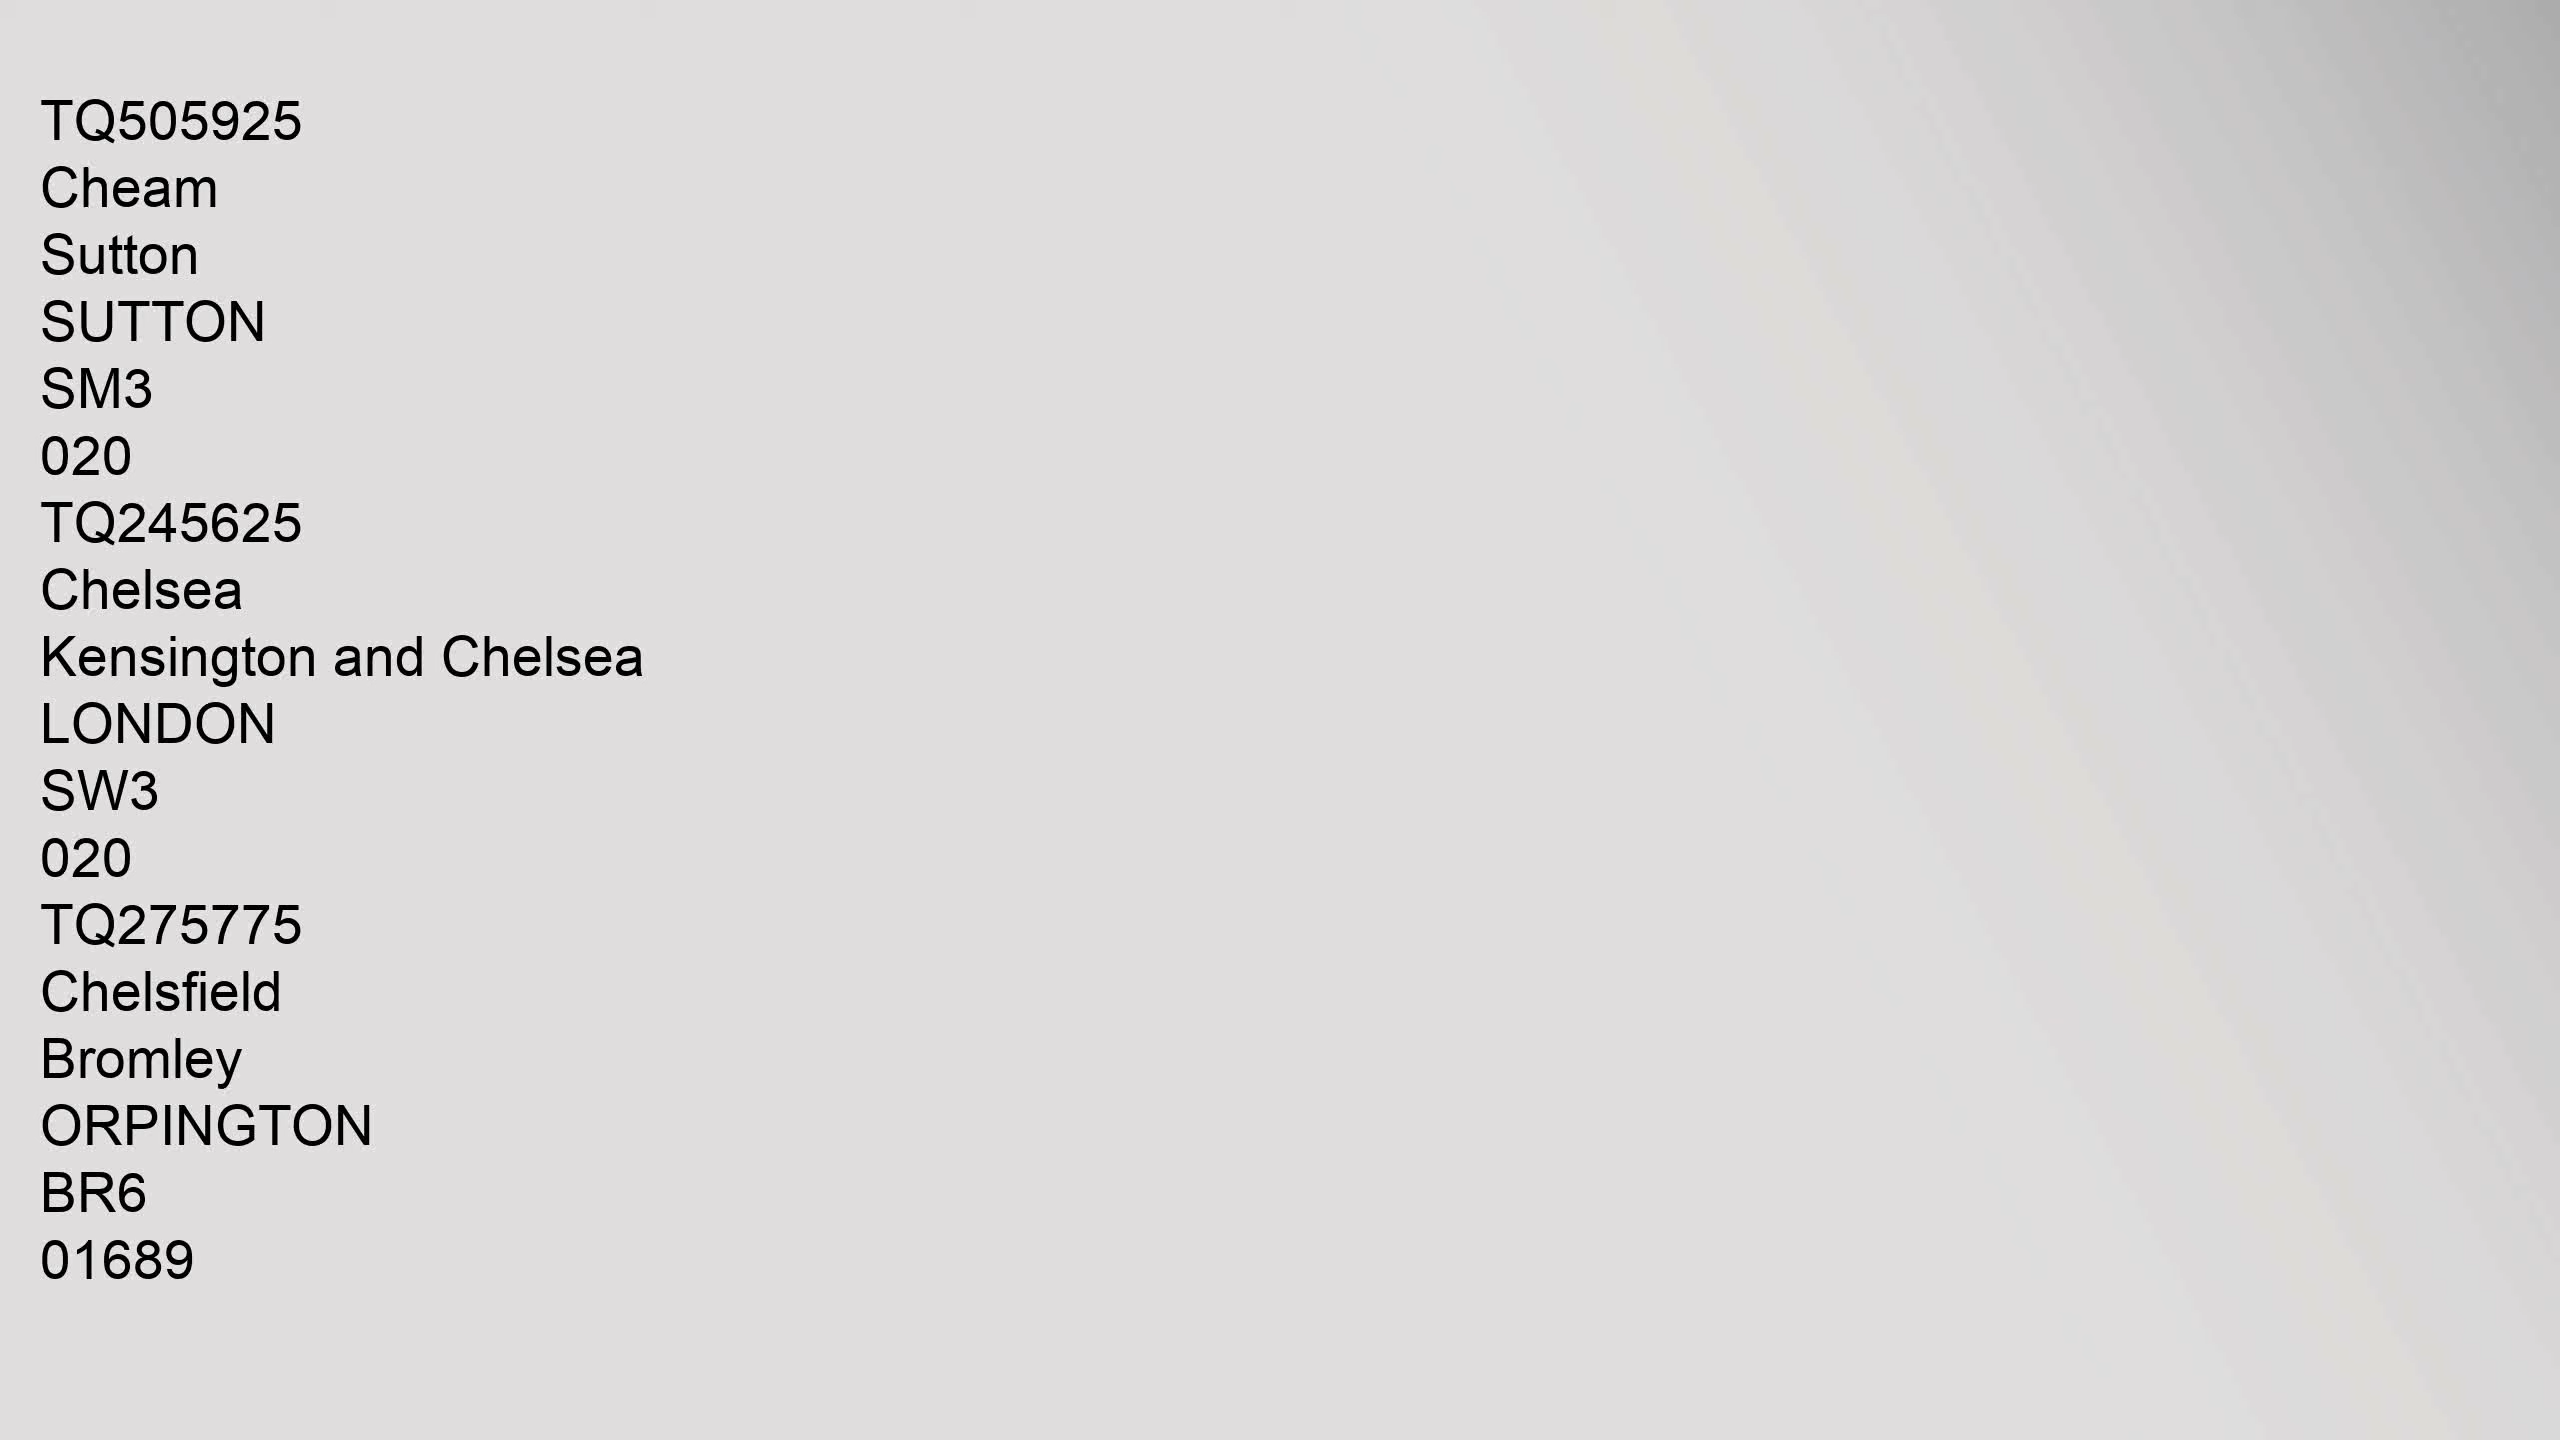 TQ505925
Cheam
Sutton
SUTTON
SM3
020
TQ245625
Chelsea
Kensington and Chelsea
LONDON
SW3
020
TQ275775
Chelsfield
Bromley
ORPINGTON
BR6
01689